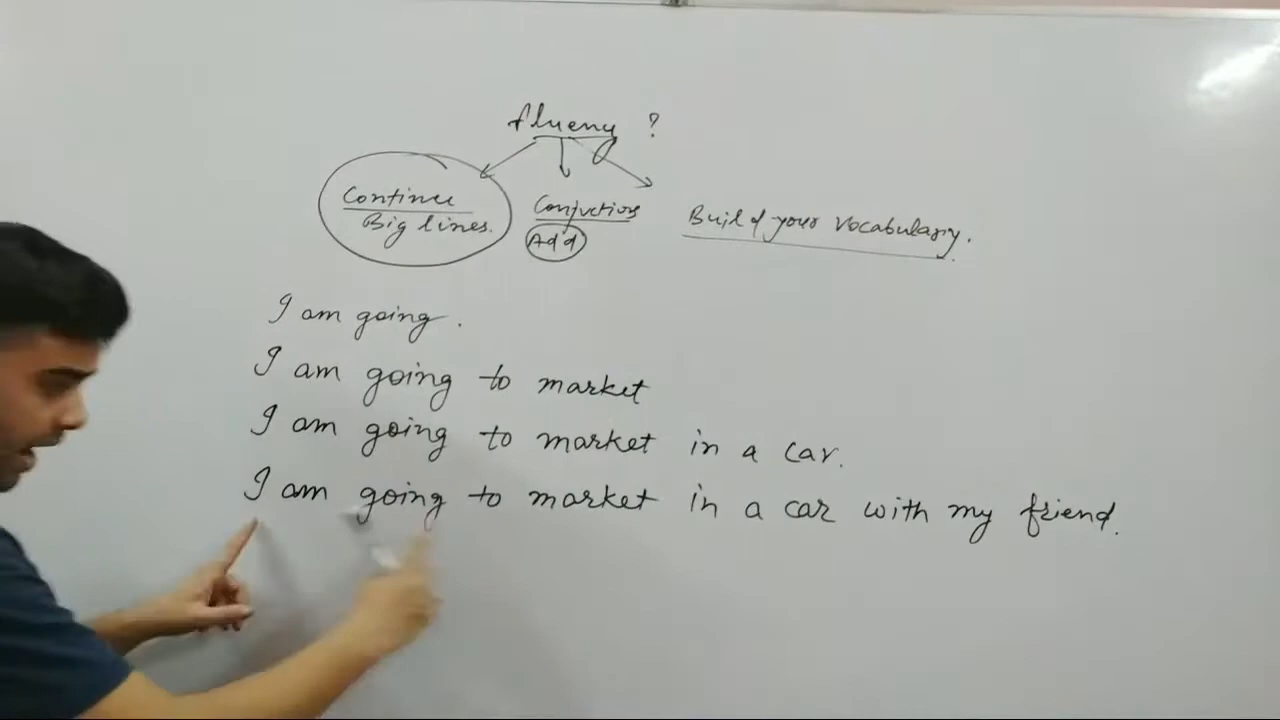 fluency ?
Continue Conjuctions Build your Vocabulary.
Big lines. Add
I am going.
I am going to market
I am going to market in a car.
I am going to market in a car with my friend.